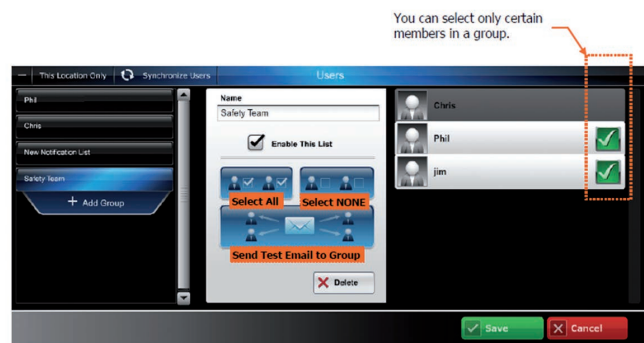 You can select only certain
members in a group.
This Location Only
Synchronize Users
Users
Phil
Chris
New Notification List
Safety Team
+ Add Group
Name
Safety Team
Enable This List
Select All
Select NONE
Send Test Email to Group
Delete
Chris
Phil
jim
Save
Cancel